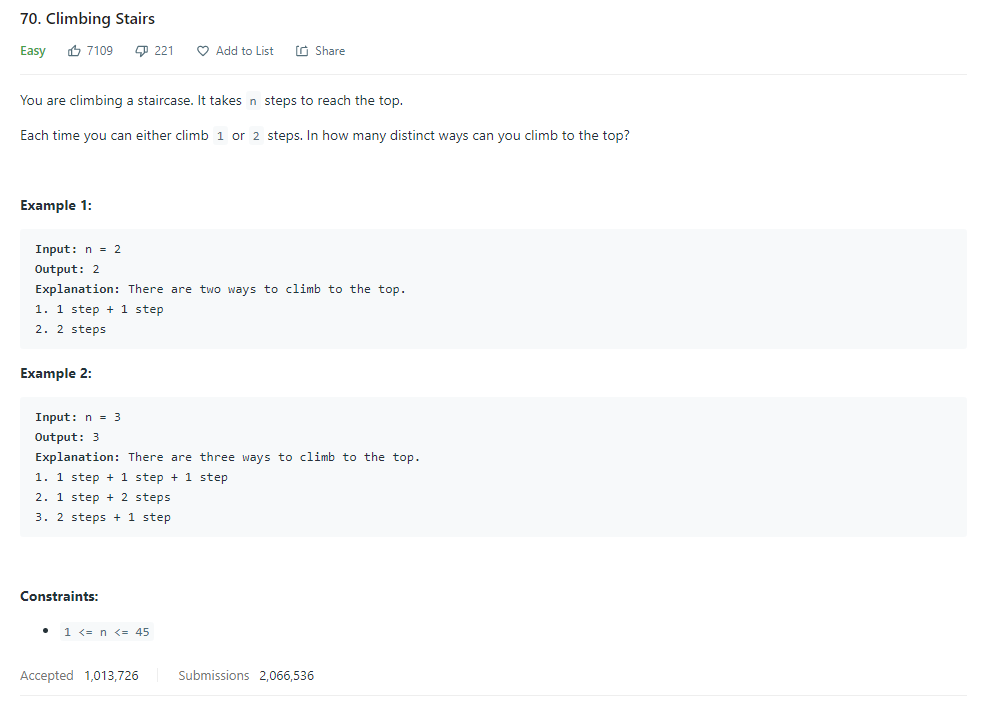 70. Climbing Stairs
Easy 7109 221 Add to List Share
You are climbing a staircase. It takes n steps to reach the top.
Each time you can either climb 1 or 2 steps. In how many distinct ways can you climb to the top?
Example 1:
Input: n = 2
Output: 2
Explanation: There are two ways to climb to the top.
1. 1 step + 1 step
2. 2 steps
Example 2:
Input: n = 3
Output: 3
Explanation: There are three ways to climb to the top.
1. 1 step + 1 step + 1 step
2. 1 step + 2 steps
3. 2 steps + 1 step
Constraints:
• 1 <= n <= 45
Accepted 1,013,726 Submissions 2,066,536